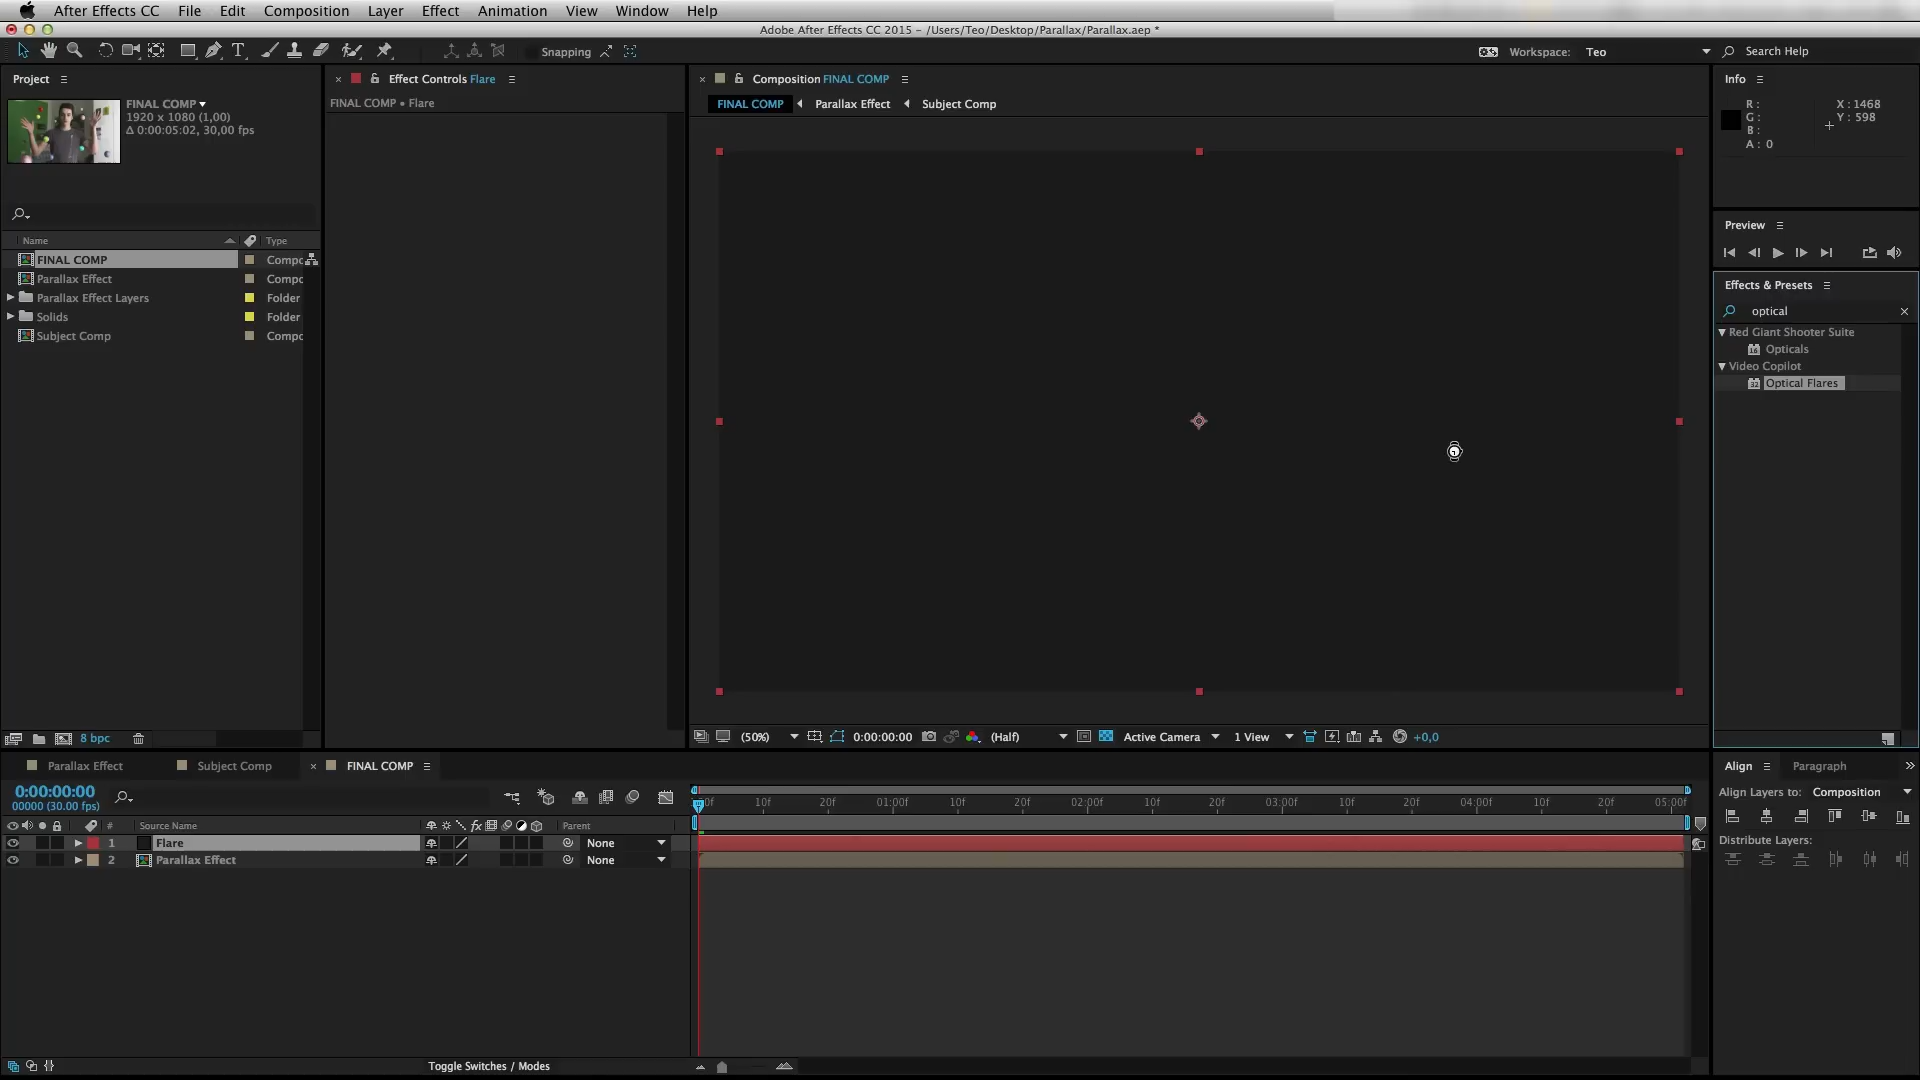 After Effects CC File Edit Composition Layer Effect Animation View Window Help
Adobe After Effects CC 2015 - /Users/Teo/Desktop/Parallax/Parallax.aep *
T Snapping Workspace: Teo Search Help
Project
FINAL COMP
1920 x 1080 (1,00)
Δ 0:00:05:02, 30,00 fps
Name Type
FINAL COMP Compo
Parallax Effect Compo
Parallax Effect Layers Folder
Solids Folder
Subject Comp Compo
8 bpc
Effect Controls Flare
FINAL COMP • Flare
Composition FINAL COMP
FINAL COMP Parallax Effect Subject Comp
(50%) 0:00:00:00 (Half) Active Camera 1 View +0,0
Info
R :
G :
B :
A : 0
X : 1468
Y : 598
Preview
Effects & Presets
optical
Red Giant Shooter Suite
Opticals
Video Copilot
Optical Flares
Parallax Effect Subject Comp FINAL COMP
0:00:00:00
00000 (30.00 fps)
# Source Name fx Parent
1 Flare None
2 Parallax Effect None
0f 10f 20f 01:00f 10f 20f 02:00f 10f 20f 03:00f 10f 20f 04:00f 10f 20f 05:00f
Toggle Switches / Modes
Align Paragraph
Align Layers to: Composition
Distribute Layers: